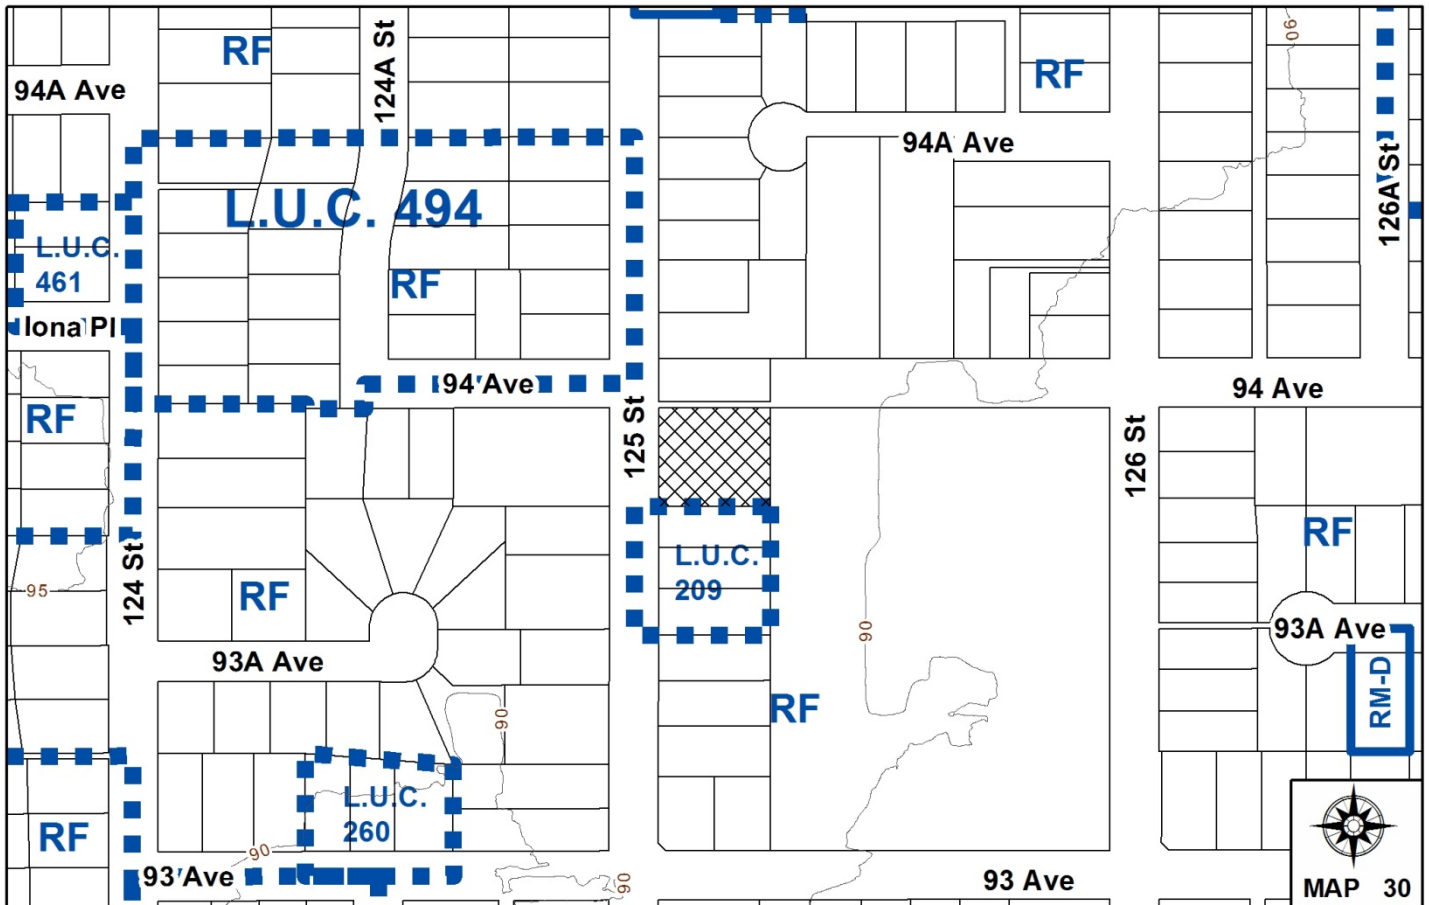 RF
124A St
94A Ave
RF
90
94A Ave
126A St
L.U.C. 494
L.U.C.
461
RF
Iona Pl
94 Ave
94 Ave
RF
125 St
126 St
RF
L.U.C.
209
124 St
95
RF
90
93A Ave
93A Ave
RM-D
90
RF
L.U.C.
260
RF
90
93 Ave
90
93 Ave
MAP 30